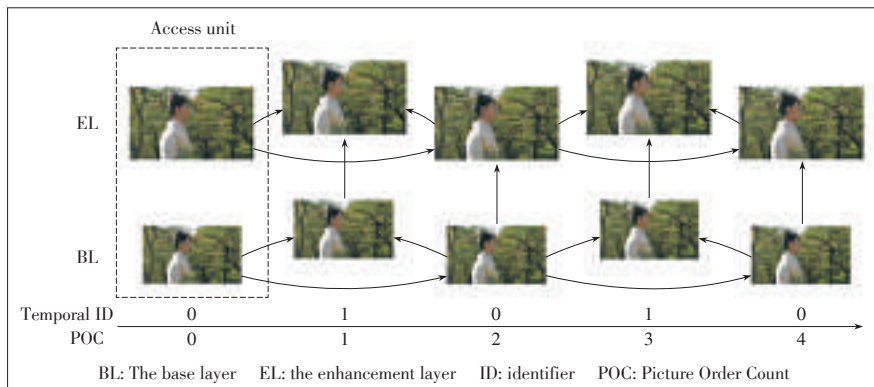 Access unit
EL
BL
Temporal ID 0 1 0 1 0
POC 0 1 2 3 4
BL: The base layer EL: the enhancement layer ID: identifier POC: Picture Order Count